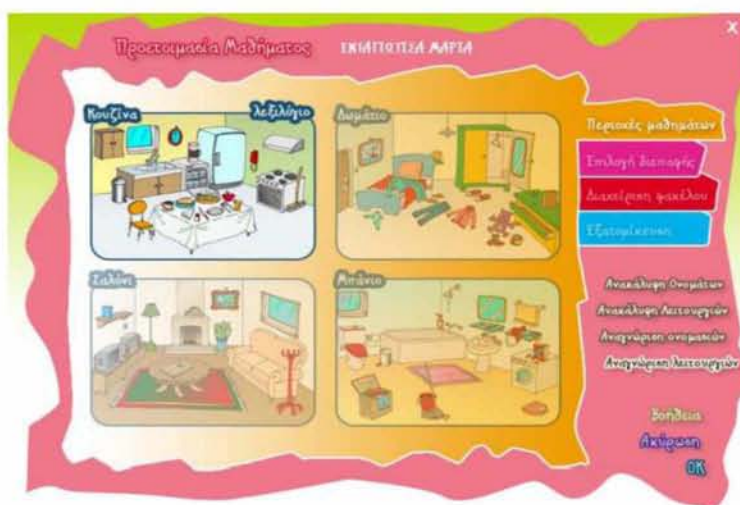 Προετοιμασία Μαθήματος
ΜΑΡΙΑ
X
Κουζίνα
λεξιλόγιο
Δωμάτιο
Περιοχές μαθημάτων
Επιλογή διεπαφής
Διαχείριση φακέλου
Εξατομίκευση
Σαλόνι
Μπάνιο
Ανακάλυψη Ονομάτων
Ανακάλυψη Λειτουργιών
Αναγνώριση ονομασιών
Αναγνώριση λειτουργιών
Βοήθεια
Ακύρωση
OK